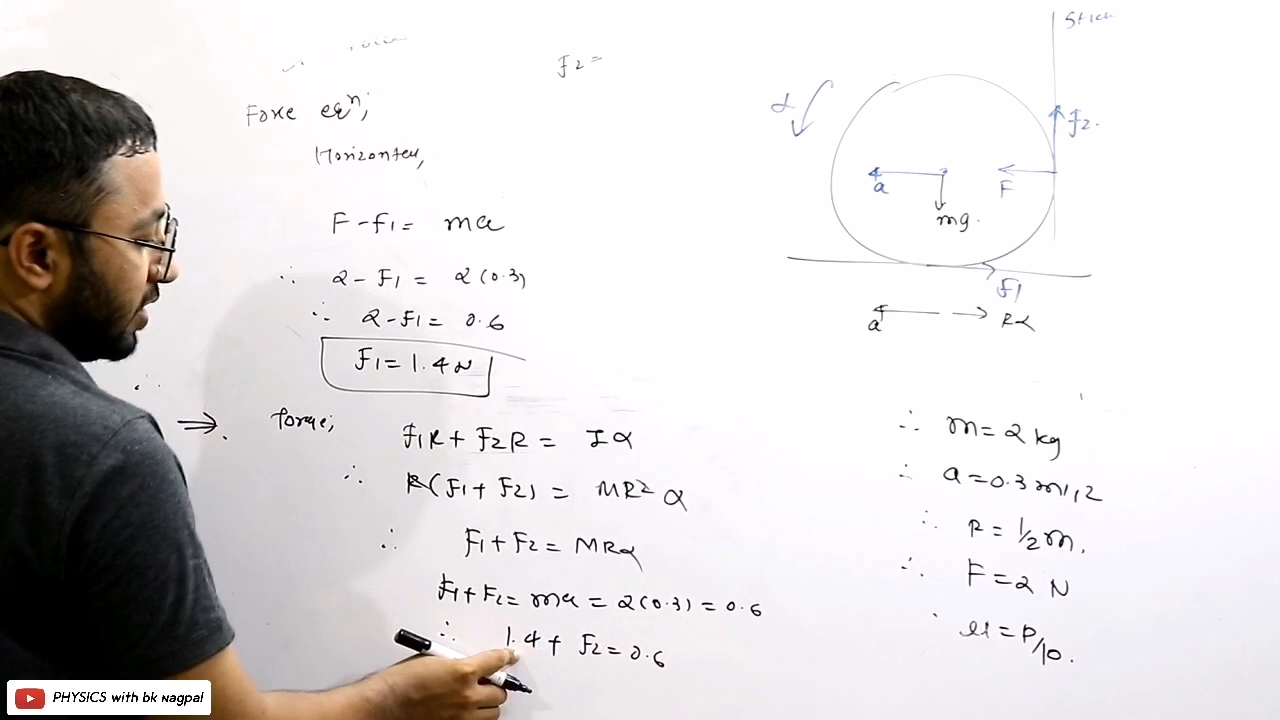 F2 =
Force eqⁿ;
Horizontal,
F - f1 = ma
∴ 2 - F1 = 2(0.3)
∴ 2 - F1 = 0.6
F1 = 1.4 N
⇒ Torque;
F1R + F2R = Iα
∴ R(F1 + F2) = MR² α
∴ F1 + F2 = MRα
F1 + F2 = ma = 2(0.3) = 0.6
∴ 1.4 + F2 = 0.6
Stick
α
F2.
a
F
mg.
F1
a
Rα
∴ m = 2 kg
∴ a = 0.3 m/s2
∴ R = 1/2 m.
∴ F = 2 N
∴ μ = P/10.
PHYSICS with bk Nagpal